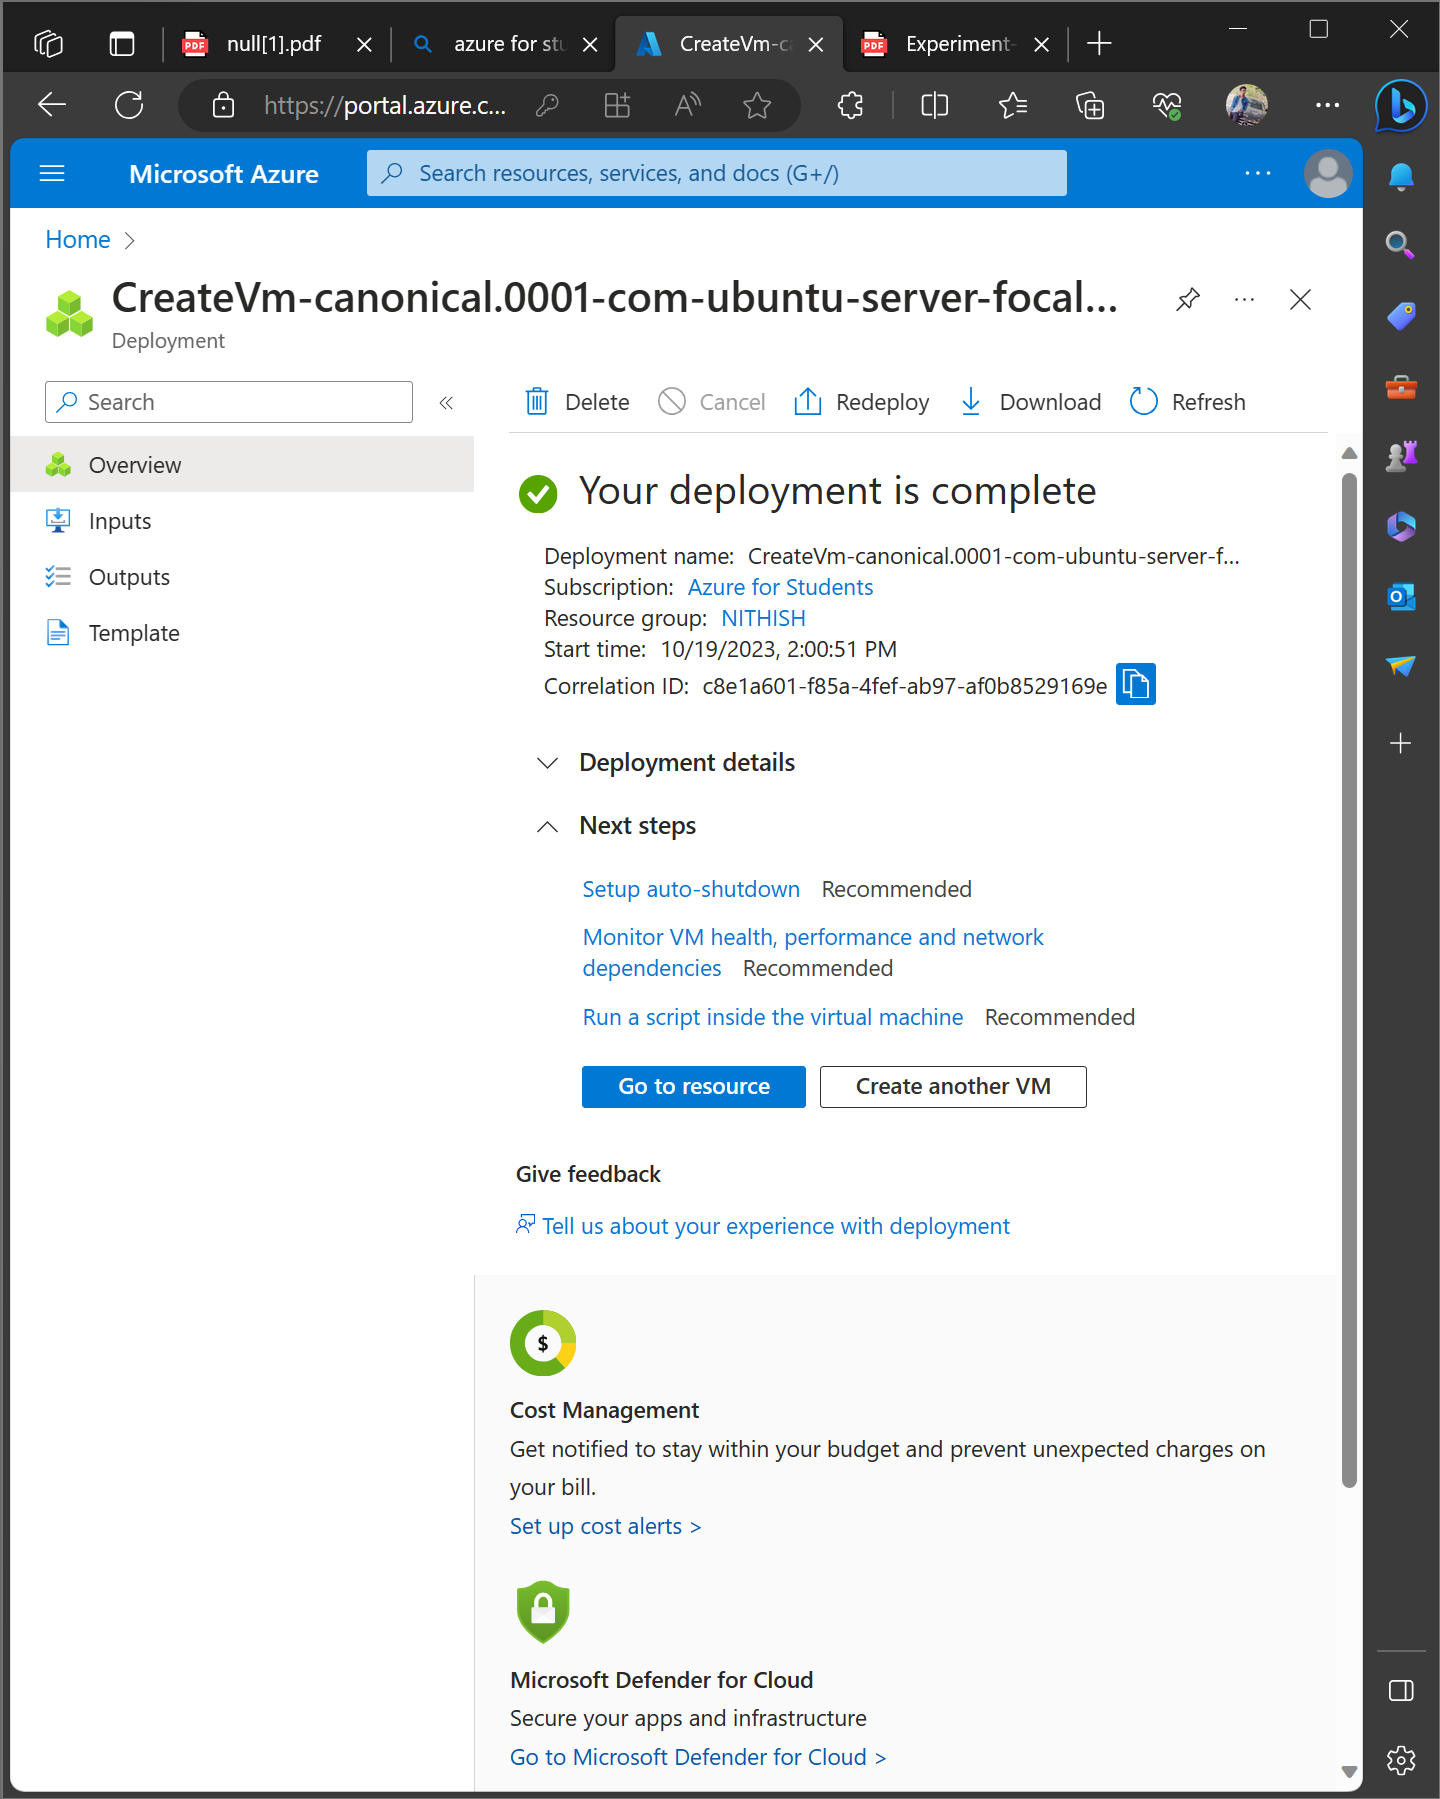 null[1].pdf
azure for stu
CreateVm-ca
Experiment-
https://portal.azure.c...
Microsoft Azure
Search resources, services, and docs (G+/)
Home
CreateVm-canonical.0001-com-ubuntu-server-focal...
Deployment
Search
Delete
Cancel
Redeploy
Download
Refresh
Overview
Inputs
Outputs
Template
Your deployment is complete
Deployment name: CreateVm-canonical.0001-com-ubuntu-server-f...
Subscription: Azure for Students
Resource group: NITHISH
Start time: 10/19/2023, 2:00:51 PM
Correlation ID: c8e1a601-f85a-4fef-ab97-af0b8529169e
Deployment details
Next steps
Setup auto-shutdown Recommended
Monitor VM health, performance and network
dependencies Recommended
Run a script inside the virtual machine Recommended
Go to resource
Create another VM
Give feedback
Tell us about your experience with deployment
$
Cost Management
Get notified to stay within your budget and prevent unexpected charges on
your bill.
Set up cost alerts >
Microsoft Defender for Cloud
Secure your apps and infrastructure
Go to Microsoft Defender for Cloud >